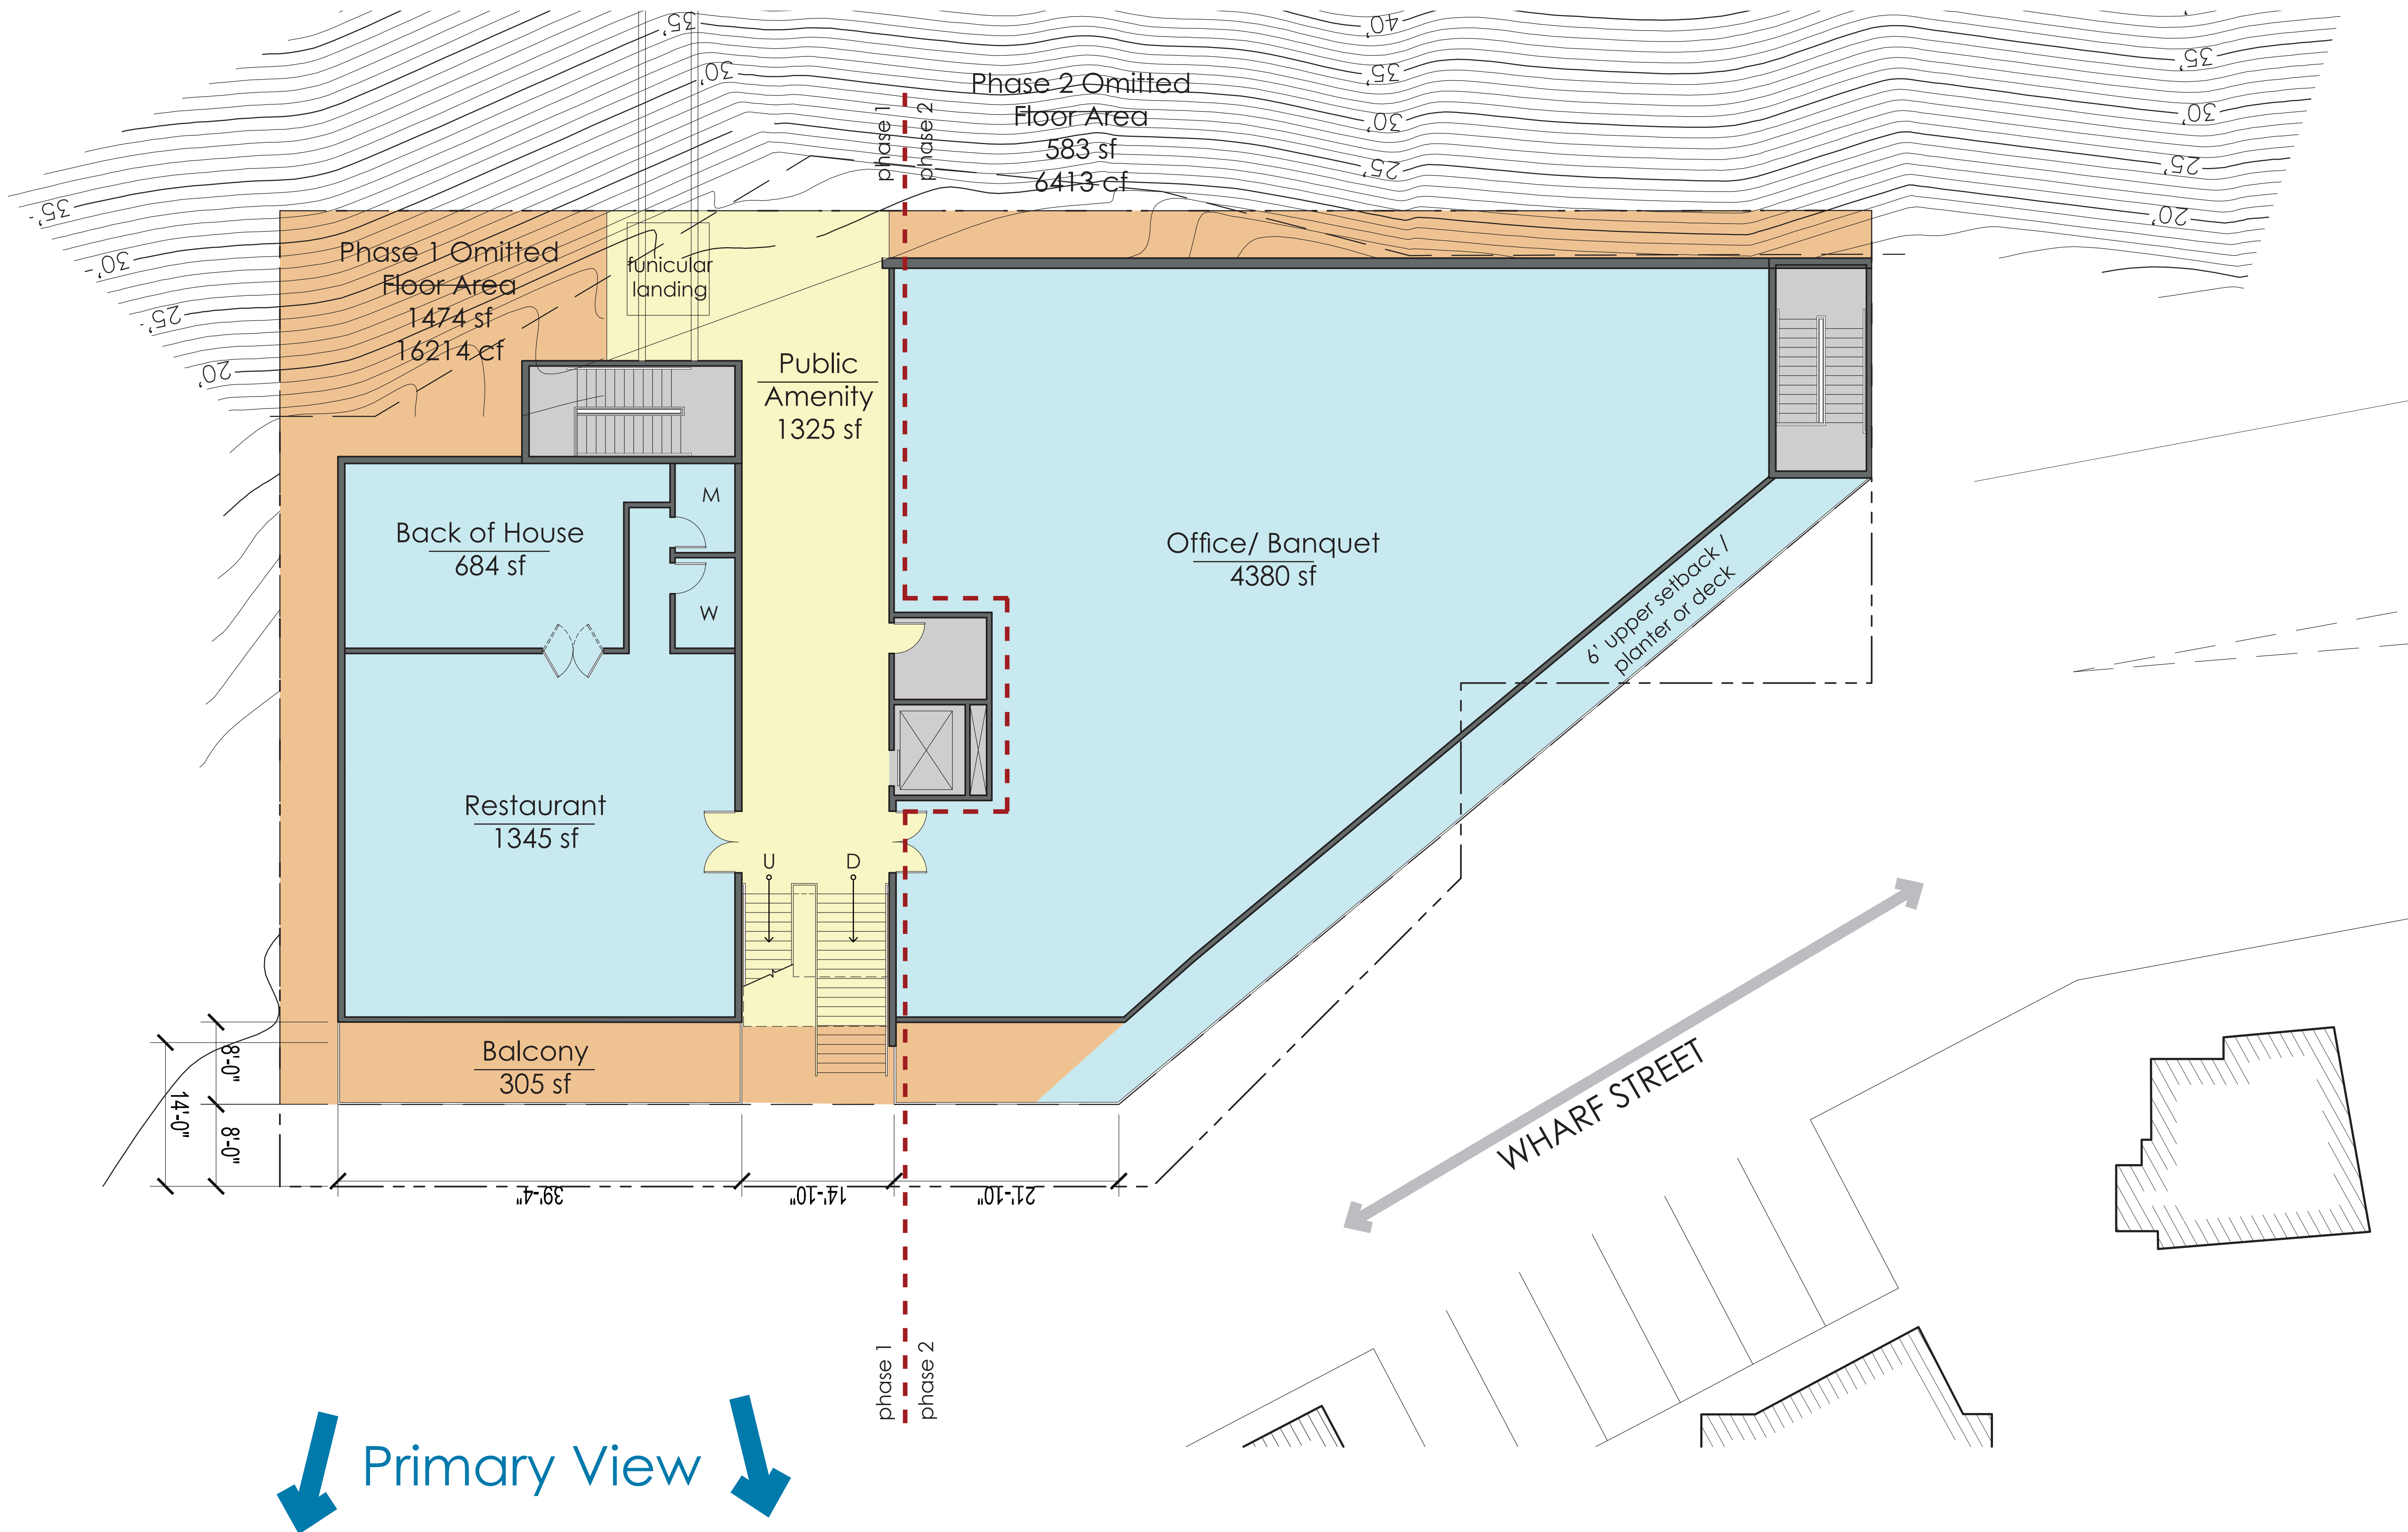 35'
40'
35'
30'
35'
35'
30'
30'
25'
25'
20'
35'
30'
25'
20'
phase 1
phase 2
Phase 2 Omitted
Floor Area
583 sf
6413 cf
Phase 1 Omitted
Floor Area
1474 sf
16214 cf
funicular
landing
Public
Amenity
1325 sf
Back of House
684 sf
M
W
Office/ Banquet
4380 sf
6' upper setback /
planter or deck
Restaurant
1345 sf
U
D
Balcony
305 sf
8'-0"
14'-0"
8'-0"
39'-4"
14'-10"
21'-10"
WHARF STREET
phase 1
phase 2
Primary View